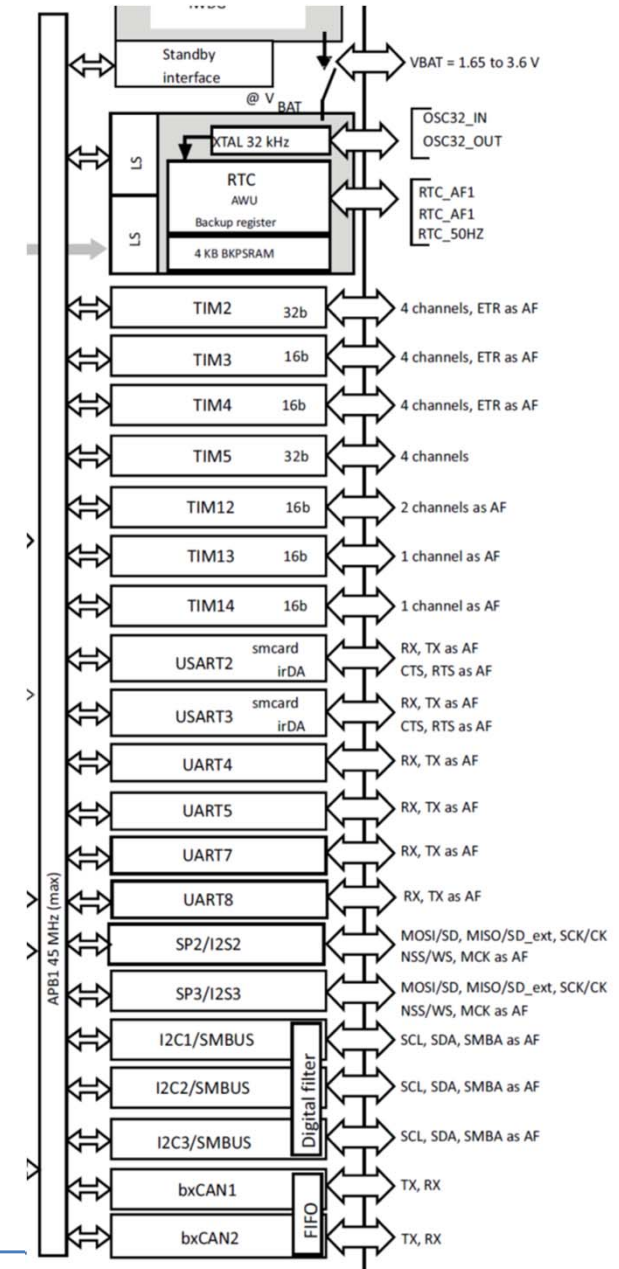 Standby
interface
VBAT = 1.65 to 3.6 V
@ V BAT
LS
XTAL 32 kHz
OSC32_IN
OSC32_OUT
RTC
AWU
Backup register
RTC_AF1
RTC_AF1
RTC_50HZ
LS
4 KB BKPSRAM
TIM2 32b 4 channels, ETR as AF
TIM3 16b 4 channels, ETR as AF
TIM4 16b 4 channels, ETR as AF
TIM5 32b 4 channels
TIM12 16b 2 channels as AF
TIM13 16b 1 channel as AF
TIM14 16b 1 channel as AF
USART2 smcard irDA
RX, TX as AF
CTS, RTS as AF
USART3 smcard irDA
RX, TX as AF
CTS, RTS as AF
UART4 RX, TX as AF
UART5 RX, TX as AF
UART7 RX, TX as AF
UART8 RX, TX as AF
APB1 45 MHz (max)
SP2/I2S2
MOSI/SD, MISO/SD_ext, SCK/CK
NSS/WS, MCK as AF
SP3/I2S3
MOSI/SD, MISO/SD_ext, SCK/CK
NSS/WS, MCK as AF
I2C1/SMBUS SCL, SDA, SMBA as AF
I2C2/SMBUS SCL, SDA, SMBA as AF
I2C3/SMBUS SCL, SDA, SMBA as AF
Digital filter
bxCAN1 TX, RX
bxCAN2 TX, RX
FIFO